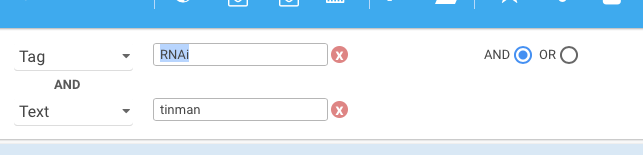 Tag RNAi x AND OR
AND
Text tinman x